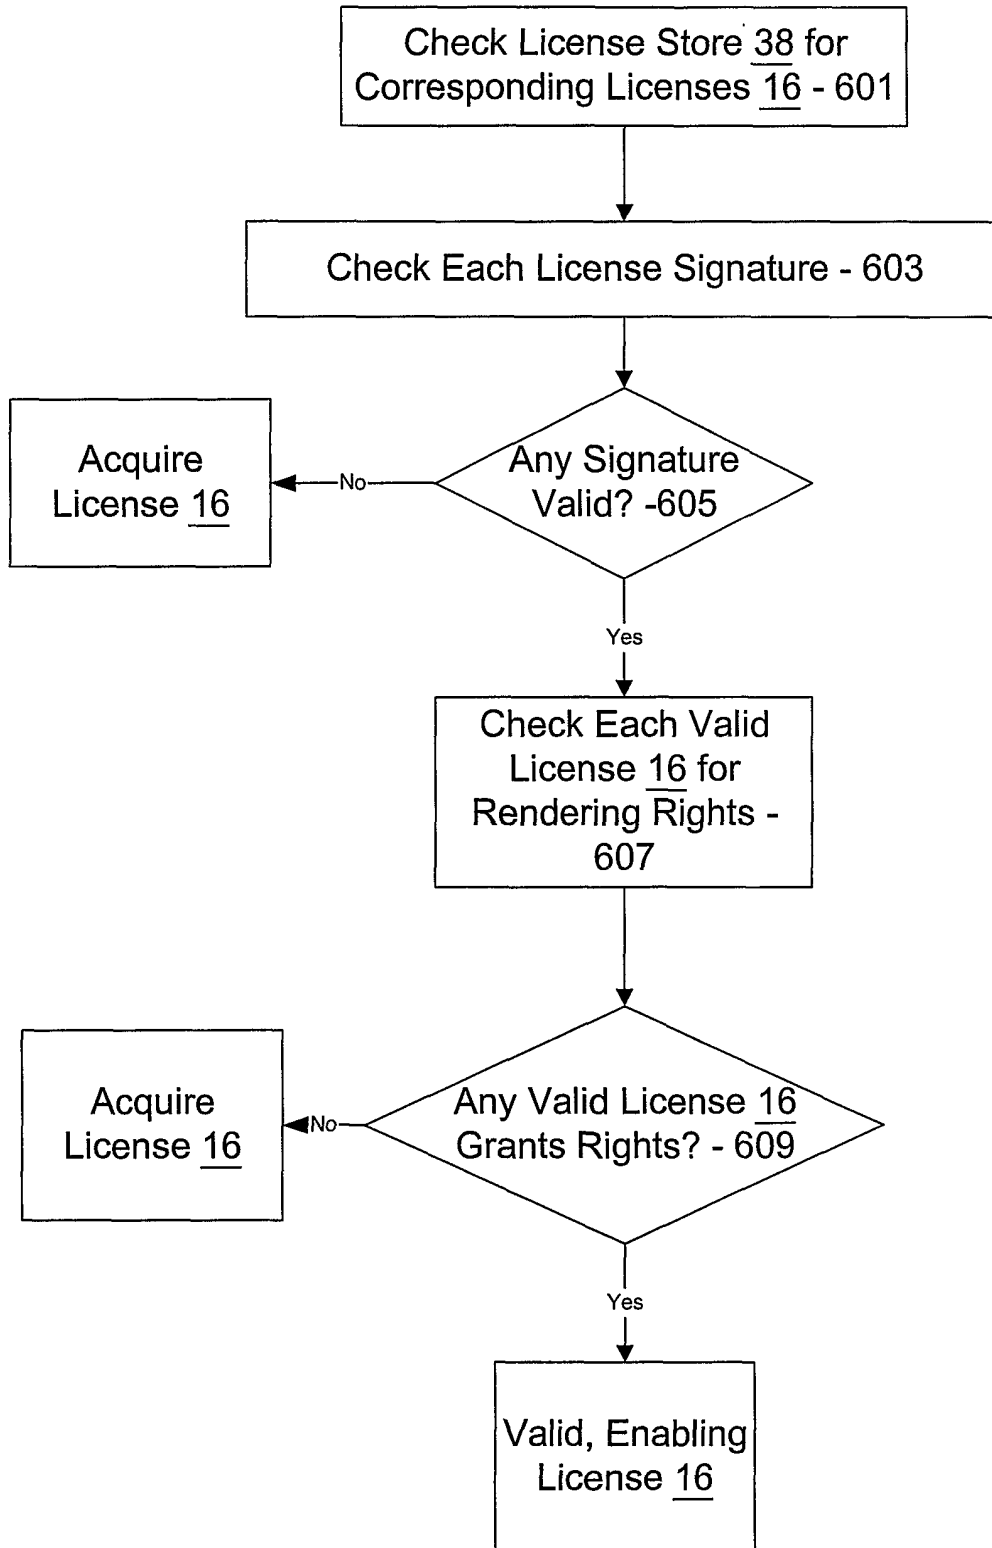 Check License Store 38 for
Corresponding Licenses 16 - 601
Check Each License Signature - 603
Any Signature
Valid? -605
No
Acquire
License 16
Yes
Check Each Valid
License 16 for
Rendering Rights -
607
Any Valid License 16
Grants Rights? - 609
No
Acquire
License 16
Yes
Valid, Enabling
License 16